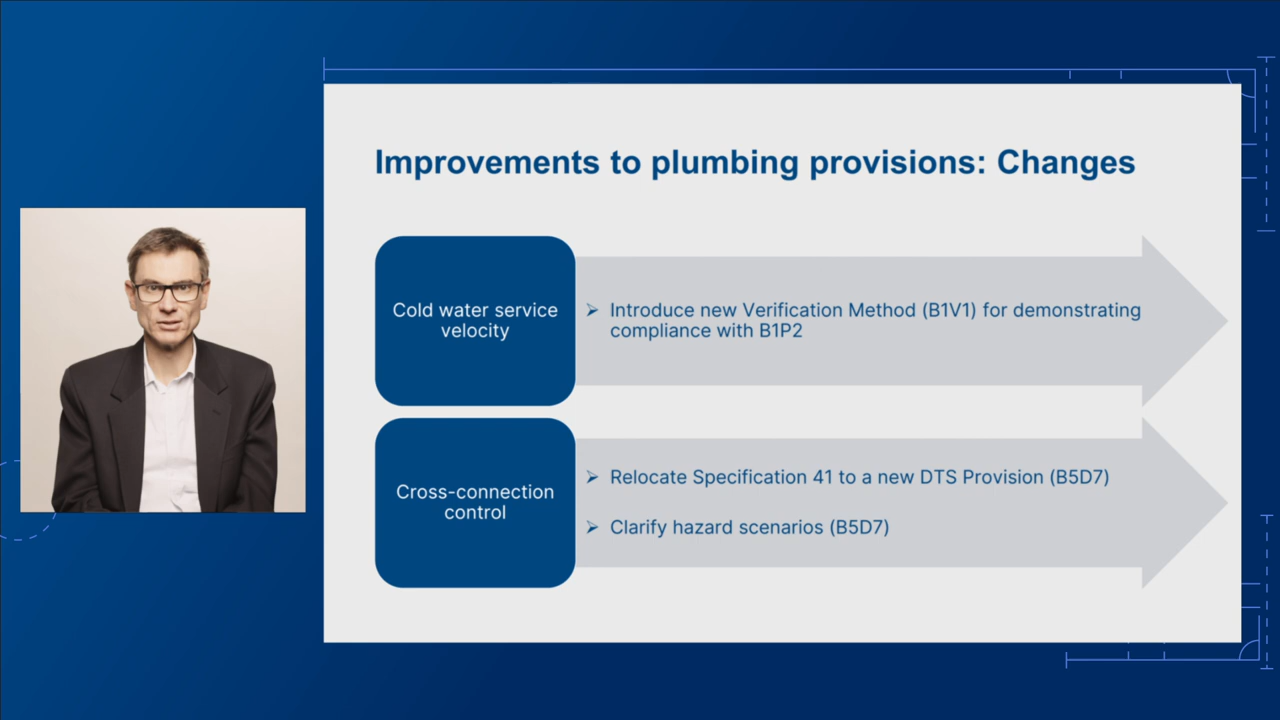 Improvements to plumbing provisions: Changes
Cold water service
velocity
➢ Introduce new Verification Method (B1V1) for demonstrating
compliance with B1P2
Cross-connection
control
➢ Relocate Specification 41 to a new DTS Provision (B5D7)
➢ Clarify hazard scenarios (B5D7)